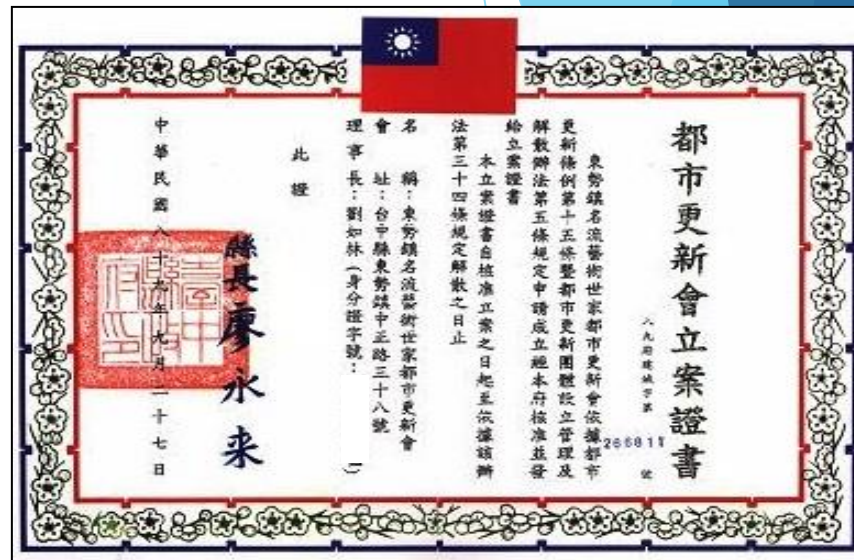 都市更新會立案證書
八九府建城字第 266811 號
東勢鎮名流藝術世家都市更新會依據都市
更新條例第十五條暨都市更新團體設立管理及
解散辦法第五條規定申請成立經本府核准並發
給立案證書
本立案證書自核准立案之日起至依據該辦
法第三十四條規定解散之日止
名稱：東勢鎮名流藝術世家都市更新會
會址：台中縣東勢鎮中正路三十八號
理事長：劉如林（身分證字號： ）
此證
縣長廖永来
中華民國八十九年九月二十七日
臺中縣政府印